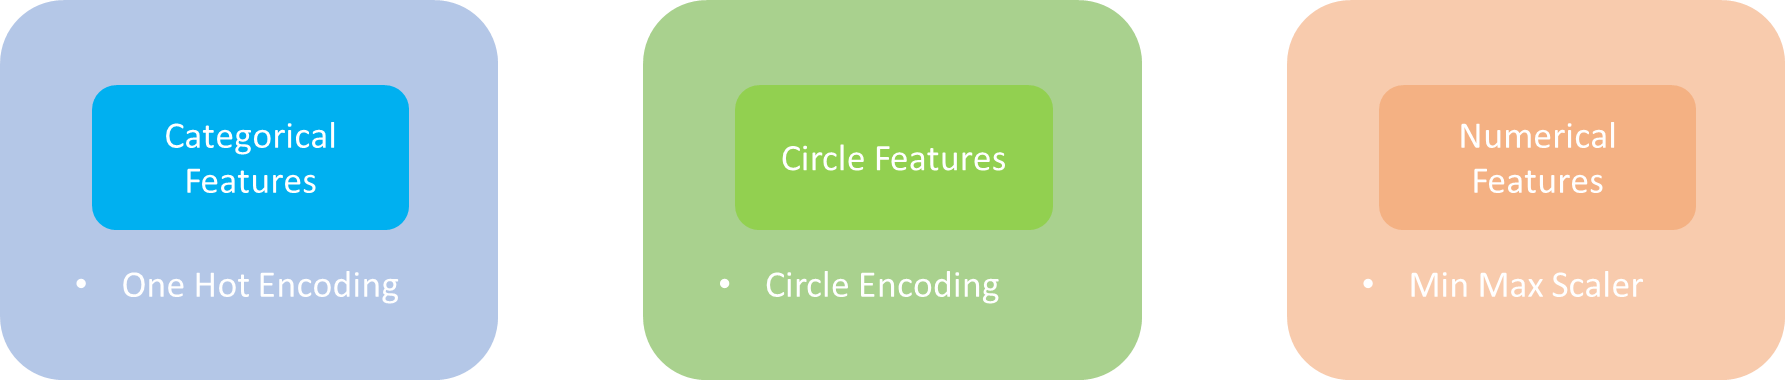 Categorical
Features
• One Hot Encoding
Circle Features
• Circle Encoding
Numerical
Features
• Min Max Scaler